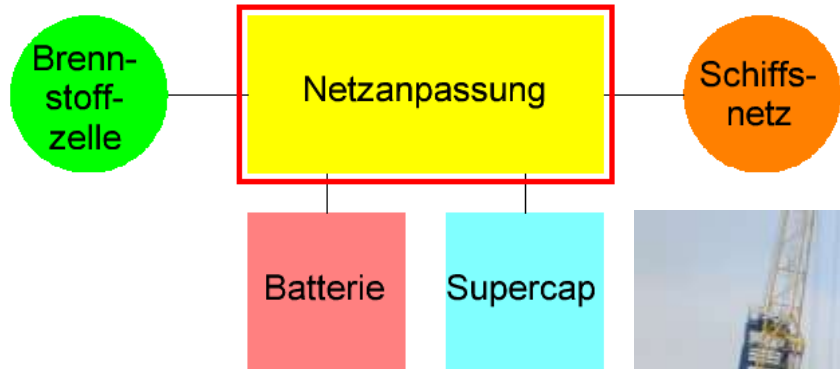 Brenn-
stoff-
zelle
Netzanpassung
Schiffs-
netz
Batterie
Supercap